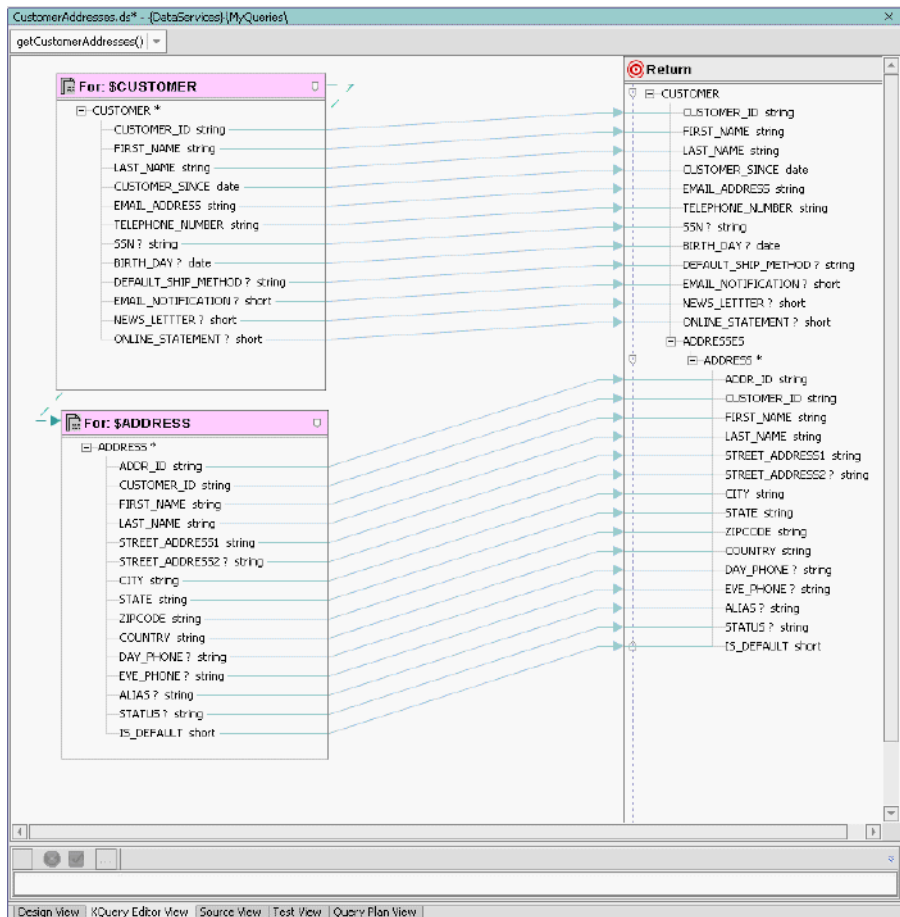 CustomerAddresses.ds* - {DataServices}\MyQueries\
getCustomerAddresses()
For: $CUSTOMER
CUSTOMER *
CUSTOMER_ID string
FIRST_NAME string
LAST_NAME string
CUSTOMER_SINCE date
EMAIL_ADDRESS string
TELEPHONE_NUMBER string
SSN ? string
BIRTH_DAY ? date
DEFAULT_SHIP_METHOD ? string
EMAIL_NOTIFICATION ? short
NEWS_LETTTER ? short
ONLINE_STATEMENT ? short
For: $ADDRESS
ADDRESS *
ADDR_ID string
CUSTOMER_ID string
FIRST_NAME string
LAST_NAME string
STREET_ADDRESS1 string
STREET_ADDRESS2 ? string
CITY string
STATE string
ZIPCODE string
COUNTRY string
DAY_PHONE ? string
EVE_PHONE ? string
ALIAS ? string
STATUS ? string
IS_DEFAULT short
Return
CUSTOMER
CUSTOMER_ID string
FIRST_NAME string
LAST_NAME string
CUSTOMER_SINCE date
EMAIL_ADDRESS string
TELEPHONE_NUMBER string
SSN ? string
BIRTH_DAY ? date
DEFAULT_SHIP_METHOD ? string
EMAIL_NOTIFICATION ? short
NEWS_LETTTER ? short
ONLINE_STATEMENT ? short
ADDRESSES
ADDRESS *
ADDR_ID string
CUSTOMER_ID string
FIRST_NAME string
LAST_NAME string
STREET_ADDRESS1 string
STREET_ADDRESS2 ? string
CITY string
STATE string
ZIPCODE string
COUNTRY string
DAY_PHONE ? string
EVE_PHONE ? string
ALIAS ? string
STATUS ? string
IS_DEFAULT short
...
Design View XQuery Editor View Source View Test View Query Plan View